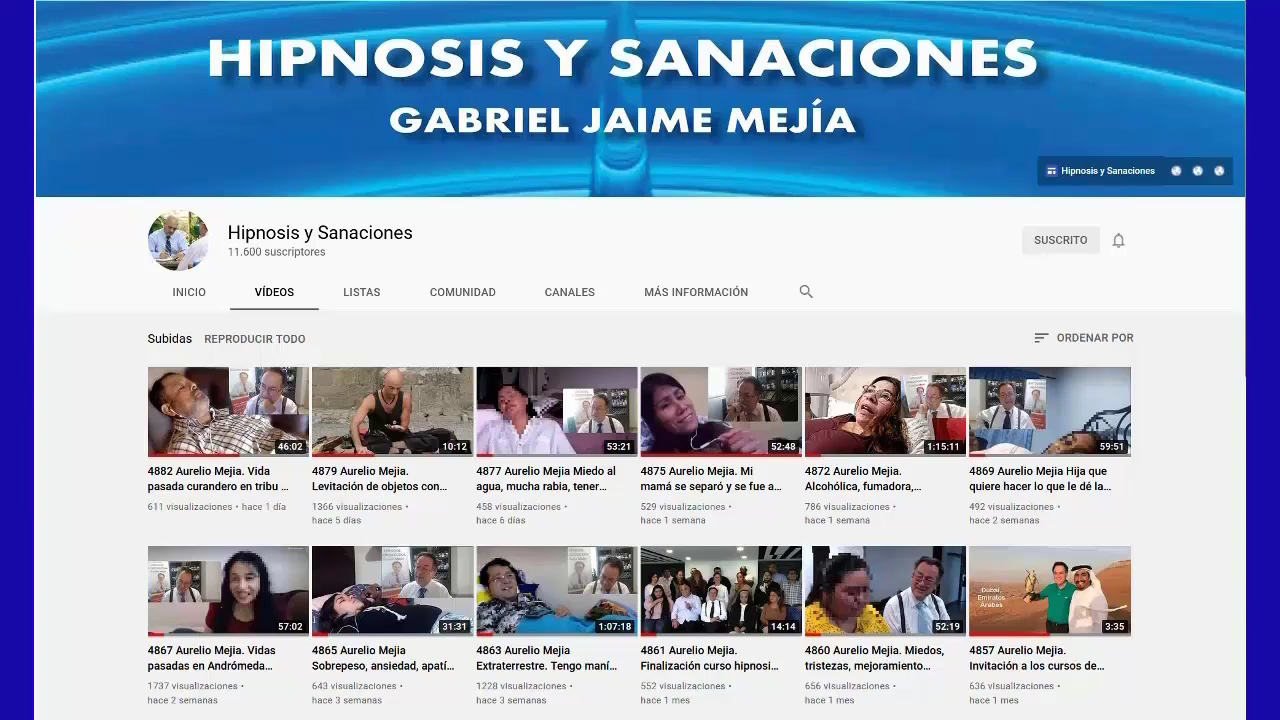 HIPNOSIS Y SANACIONES
GABRIEL JAIME MEJÍA
Hipnosis y Sanaciones
Hipnosis y Sanaciones
11.600 suscriptores
SUSCRITO
INICIO VÍDEOS LISTAS COMUNIDAD CANALES MÁS INFORMACIÓN
Subidas REPRODUCIR TODO
ORDENAR POR
46:02
4882 Aurelio Mejia. Vida
pasada curandero en tribu ...
611 visualizaciones • hace 1 día
10:12
4879 Aurelio Mejia.
Levitación de objetos con...
1366 visualizaciones •
hace 5 días
53:21
4877 Aurelio Mejia Miedo al
agua, mucha rabia, tener...
458 visualizaciones •
hace 6 días
52:48
4875 Aurelio Mejia. Mi
mamá se separó y se fue a...
529 visualizaciones •
hace 1 semana
1:15:11
4872 Aurelio Mejia.
Alcohólica, fumadora,...
786 visualizaciones •
hace 1 semana
59:51
4869 Aurelio Mejia Hija que
quiere hacer lo que le dé la...
492 visualizaciones •
hace 2 semanas
57:02
4867 Aurelio Mejia. Vidas
pasadas en Andrómeda...
1737 visualizaciones •
hace 2 semanas
31:31
4865 Aurelio Mejia
Sobrepeso, ansiedad, apatí...
643 visualizaciones •
hace 3 semanas
1:07:18
4863 Aurelio Mejia
Extraterrestre. Tengo maní...
1228 visualizaciones •
hace 3 semanas
14:14
4861 Aurelio Mejia.
Finalización curso hipnosi...
552 visualizaciones •
hace 1 mes
52:19
4860 Aurelio Mejia. Miedos,
tristezas, mejoramiento...
656 visualizaciones •
hace 1 mes
Dubai,
Emiratos
Árabes
3:35
4857 Aurelio Mejia.
Invitación a los cursos de...
636 visualizaciones •
hace 1 mes